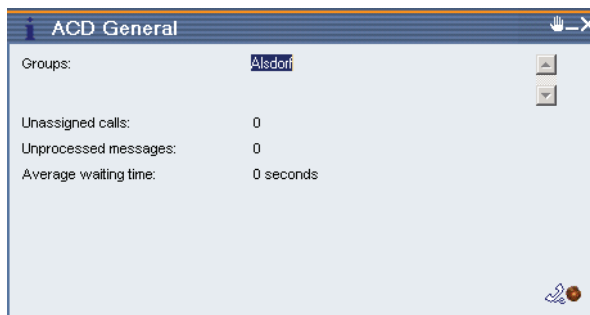 ACD General
Groups: Alsdorf
Unassigned calls: 0
Unprocessed messages: 0
Average waiting time: 0 seconds